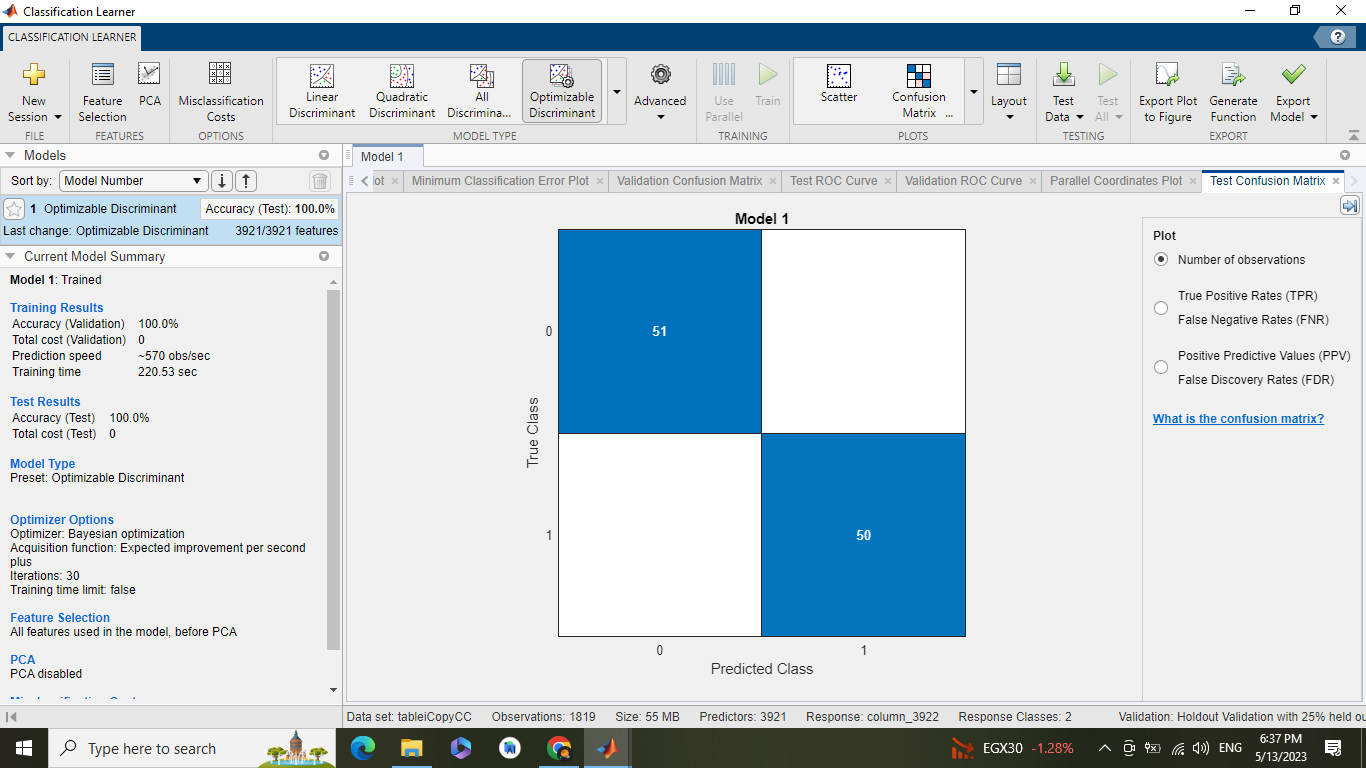 Classification Learner
CLASSIFICATION LEARNER
New Session
Feature Selection
PCA
Misclassification Costs
Linear Discriminant
Quadratic Discriminant
All Discrimina...
Optimizable Discriminant
Advanced
Use Parallel
Train
Scatter
Confusion Matrix ...
Layout
Test Data
Test All
Export Plot to Figure
Generate Function
Export Model
FILE
FEATURES
OPTIONS
MODEL TYPE
TRAINING
PLOTS
TESTING
EXPORT
Models
Sort by: Model Number
1 Optimizable Discriminant Accuracy (Test): 100.0%
Last change: Optimizable Discriminant 3921/3921 features
Current Model Summary
Model 1: Trained
Training Results
Accuracy (Validation) 100.0%
Total cost (Validation) 0
Prediction speed ~570 obs/sec
Training time 220.53 sec
Test Results
Accuracy (Test) 100.0%
Total cost (Test) 0
Model Type
Preset: Optimizable Discriminant
Optimizer Options
Optimizer: Bayesian optimization
Acquisition function: Expected improvement per second
plus
Iterations: 30
Training time limit: false
Feature Selection
All features used in the model, before PCA
PCA
PCA disabled
Model 1
ot Minimum Classification Error Plot Validation Confusion Matrix Test ROC Curve Validation ROC Curve Parallel Coordinates Plot Test Confusion Matrix
Model 1
0
51
True Class
1
50
0 1
Predicted Class
Plot
Number of observations
True Positive Rates (TPR)
False Negative Rates (FNR)
Positive Predictive Values (PPV)
False Discovery Rates (FDR)
What is the confusion matrix?
Data set: tableiCopyCC Observations: 1819 Size: 55 MB Predictors: 3921 Response: column_3922 Response Classes: 2 Validation: Holdout Validation with 25% held ou
Type here to search
EGX30 -1.28%
ENG
6:37 PM
5/13/2023